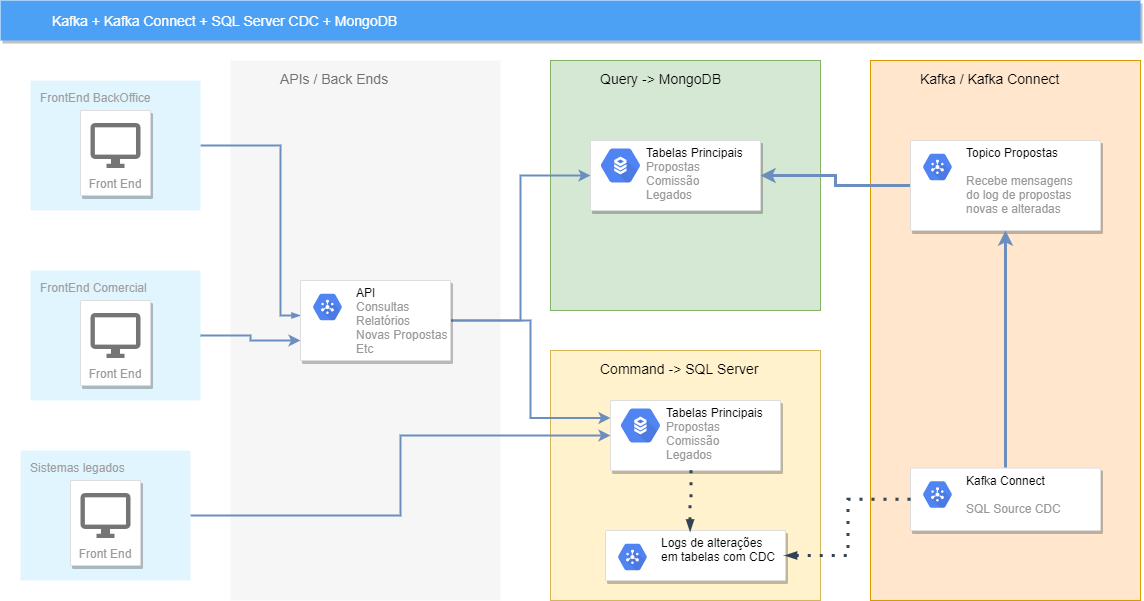 Kafka + Kafka Connect + SQL Server CDC + MongoDB
FrontEnd BackOffice
Front End
FrontEnd Comercial
Front End
Sistemas legados
Front End
APIs / Back Ends
API
Consultas
Relatórios
Novas Propostas
Etc
Query -> MongoDB
Tabelas Principais
Propostas
Comissão
Legados
Command -> SQL Server
Tabelas Principais
Propostas
Comissão
Legados
Logs de alterações
em tabelas com CDC
Kafka / Kafka Connect
Topico Propostas
Recebe mensagens
do log de propostas
novas e alteradas
Kafka Connect
SQL Source CDC